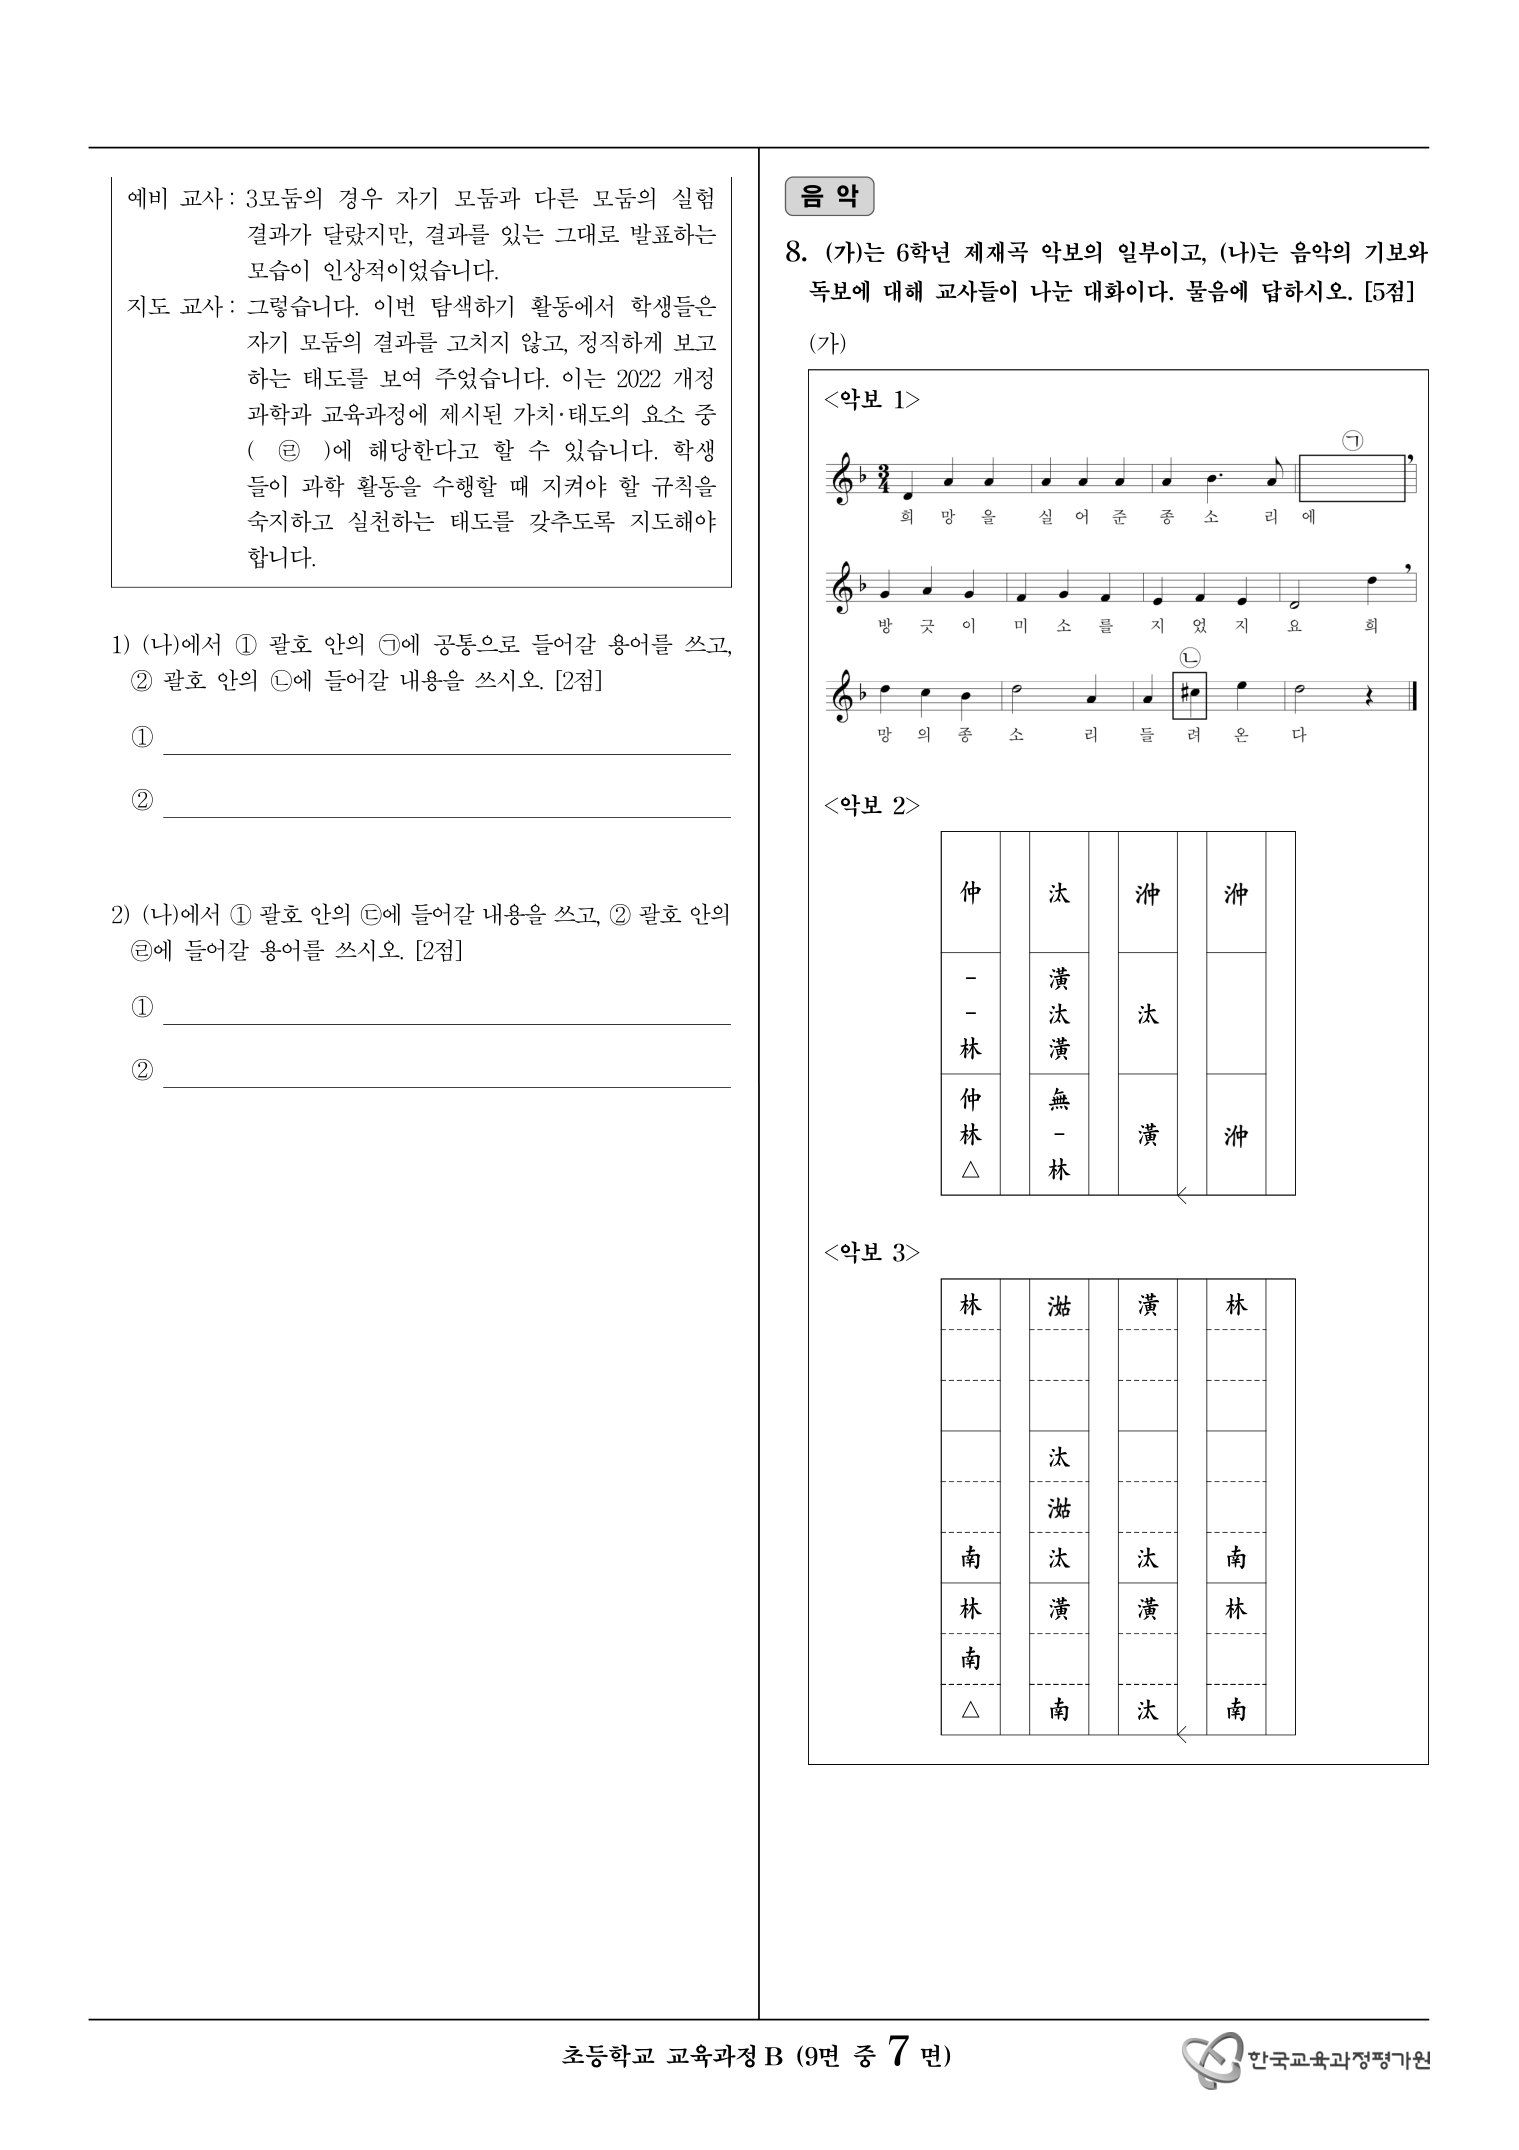 예비 교사 : 3모둠의 경우 자기 모둠과 다른 모둠의 실험
결과가 달랐지만, 결과를 있는 그대로 발표하는
모습이 인상적이었습니다.
지도 교사 : 그렇습니다. 이번 탐색하기 활동에서 학생들은
자기 모둠의 결과를 고치지 않고, 정직하게 보고
하는 태도를 보여 주었습니다. 이는 2022 개정
과학과 교육과정에 제시된 가치·태도의 요소 중
( ㉣ )에 해당한다고 할 수 있습니다. 학생
들이 과학 활동을 수행할 때 지켜야 할 규칙을
숙지하고 실천하는 태도를 갖추도록 지도해야
합니다.
1) (나)에서 ① 괄호 안의 ㉠에 공통으로 들어갈 용어를 쓰고,
② 괄호 안의 ㉡에 들어갈 내용을 쓰시오. [2점]
①
②
2) (나)에서 ① 괄호 안의 ㉢에 들어갈 내용을 쓰고, ② 괄호 안의
㉣에 들어갈 용어를 쓰시오. [2점]
①
②
음 악
8. (가)는 6학년 제재곡 악보의 일부이고, (나)는 음악의 기보와
독보에 대해 교사들이 나눈 대화이다. 물음에 답하시오. [5점]
(가)
<악보 1>
㉠
3
4
희 망 을 실 어 준 종 소 리 에
방 긋 이 미 소 를 지 었 지 요 희
㉡
망 의 종 소 리 들 려 온 다
<악보 2>
仲 汰 㳞 㳞
- 潢
- 汰 汰
林 潢
仲 無
林 - 潢 㳞
△ 林
<악보 3>
林 㴌 潢 林
汰
㴌
南 汰 汰 南
林 潢 潢 林
南
△ 南 汰 南
초등학교 교육과정 B (9면 중 7 면)
한국교육과정평가원